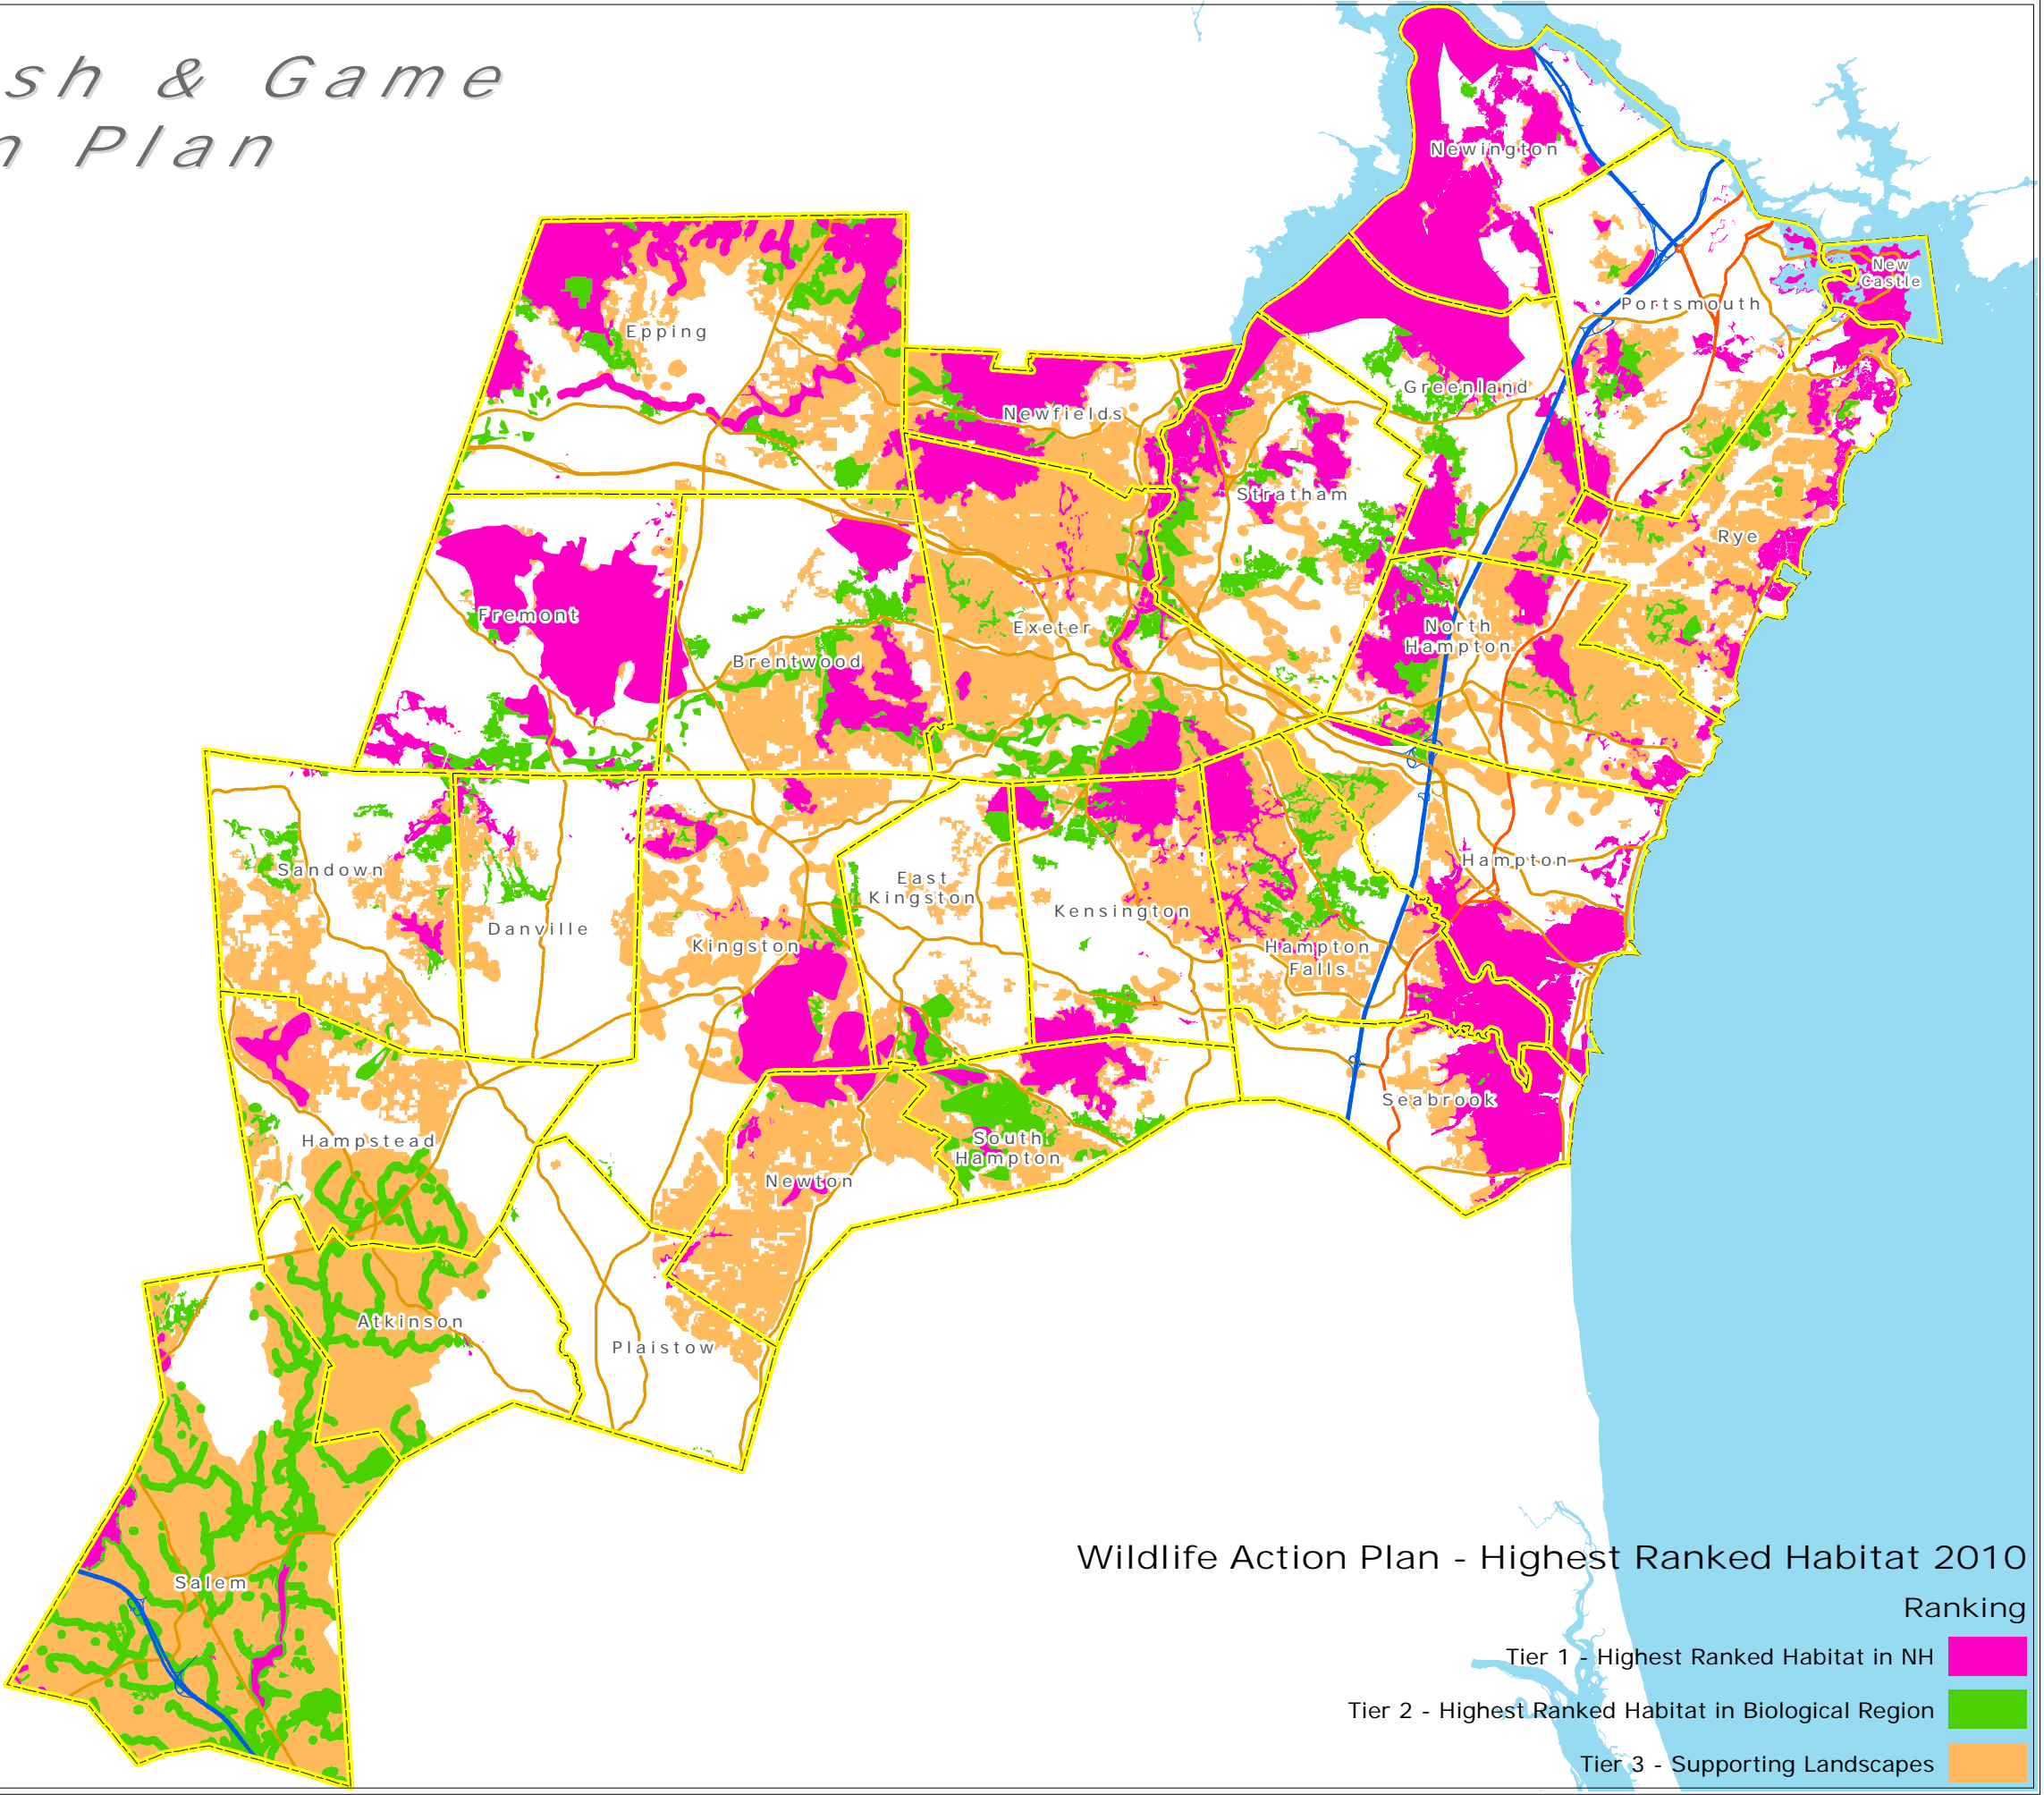 sh & Game
n Plan
Newington
New
Castle
Portsmouth
Epping
Greenland
Newfields
Stratham
Rye
Fremont
Exeter
North
Hampton
Brentwood
Hampton
Sandown
East
Kingston
Kensington
Danville
Kingston
Hampton
Falls
Seabrook
Hampstead
South
Hampton
Newton
Atkinson
Plaistow
Salem
Wildlife Action Plan - Highest Ranked Habitat 2010
Ranking
Tier 1 - Highest Ranked Habitat in NH
Tier 2 - Highest Ranked Habitat in Biological Region
Tier 3 - Supporting Landscapes